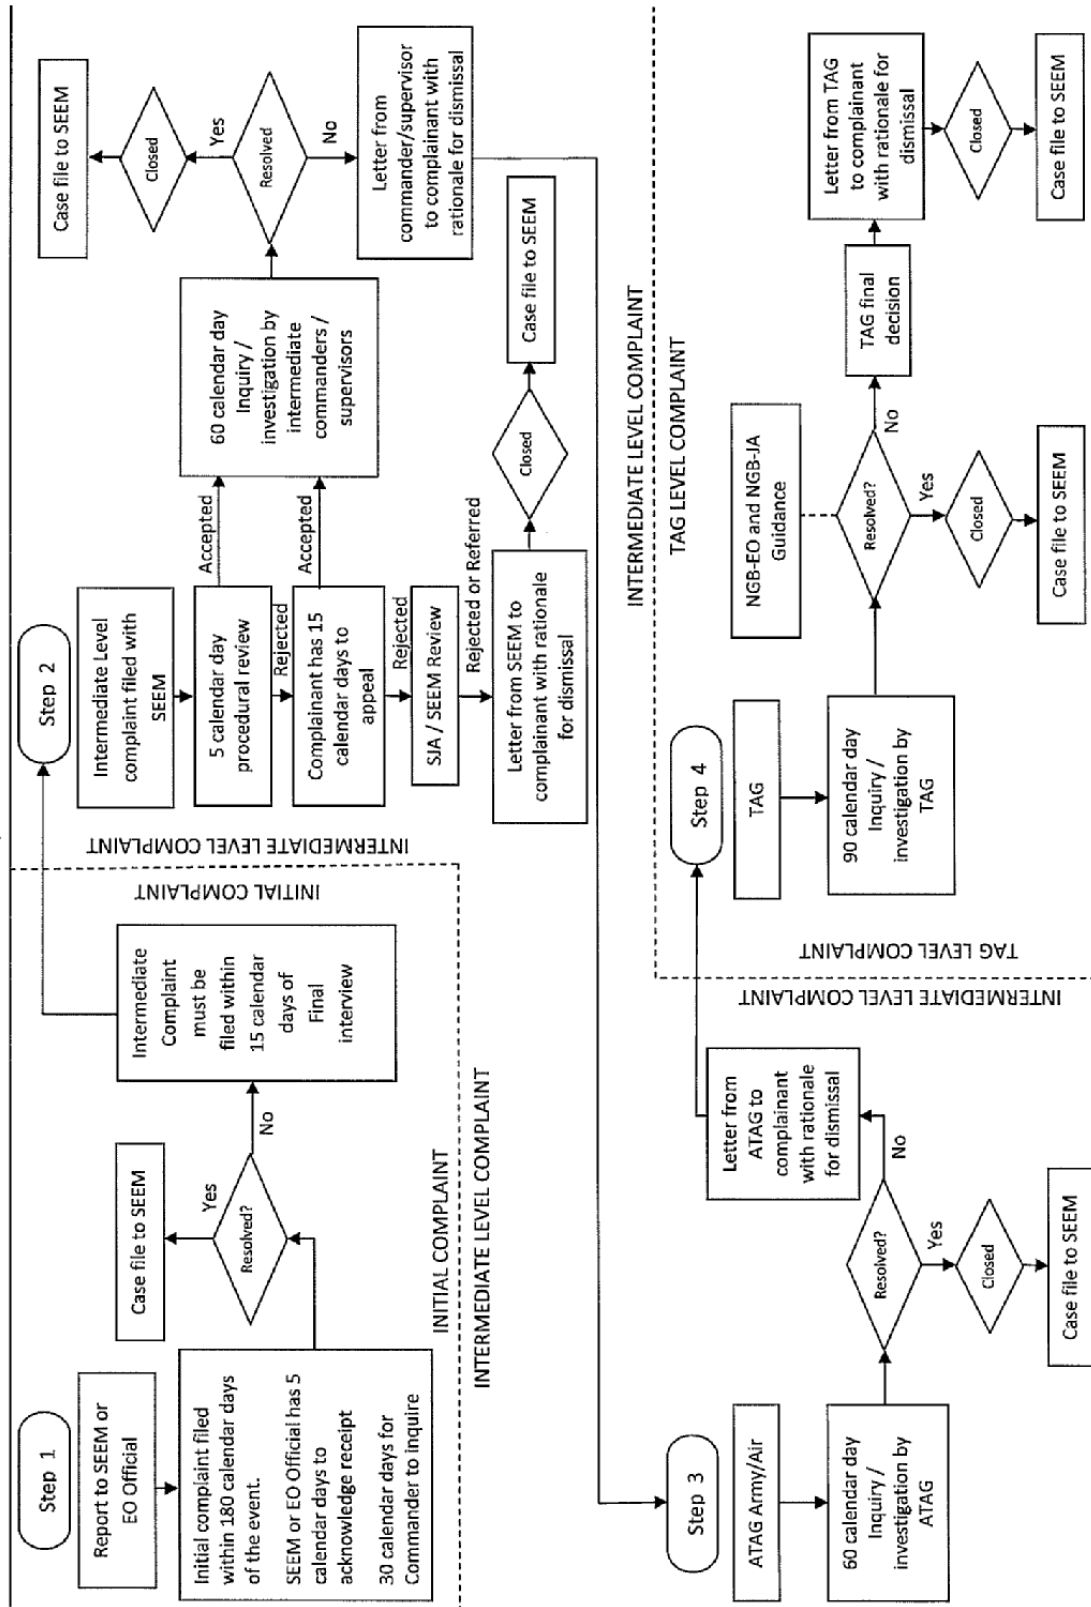 Step 1
Report to SEEM or
EO Official
Initial complaint filed
within 180 calendar days
of the event.
SEEM or EO Official has 5
calendar days to
acknowledge receipt
30 calendar days for
Commander to Inquire
Resolved?
Yes
Case file to SEEM
No
Intermediate
Complaint
must be
filed within
15 calendar
days of
Final
interview
INITIAL COMPLAINT
INITIAL COMPLAINT
INTERMEDIATE LEVEL COMPLAINT
INTERMEDIATE LEVEL COMPLAINT
Step 2
Intermediate Level
complaint filed with
SEEM
5 calendar day
procedural review
Accepted
Rejected
Complainant has 15
calendar days to
appeal
Accepted
Rejected
SJA / SEEM Review
Rejected or Referred
Letter from SEEM to
complainant with rationale
for dismissal
Closed
Case file to SEEM
60 calendar day
Inquiry /
investigation by
intermediate
commanders /
supervisors
Resolved
Yes
Closed
Case file to SEEM
No
Letter from
commander/supervisor
to complainant with
rationale for dismissal
Step 3
ATAG Army/Air
60 calendar day
Inquiry /
investigation by
ATAG
Resolved?
Yes
Closed
Case file to SEEM
No
Letter from
ATAG to
complainant
with rationale
for dismissal
INTERMEDIATE LEVEL COMPLAINT
TAG LEVEL COMPLAINT
INTERMEDIATE LEVEL COMPLAINT
TAG LEVEL COMPLAINT
Step 4
TAG
90 calendar day
Inquiry /
investigation by
TAG
NGB-EO and NGB-JA
Guidance
Resolved?
Yes
Closed
Case file to SEEM
No
TAG final
decision
Letter from TAG
to complainant
with rationale for
dismissal
Closed
Case file to SEEM